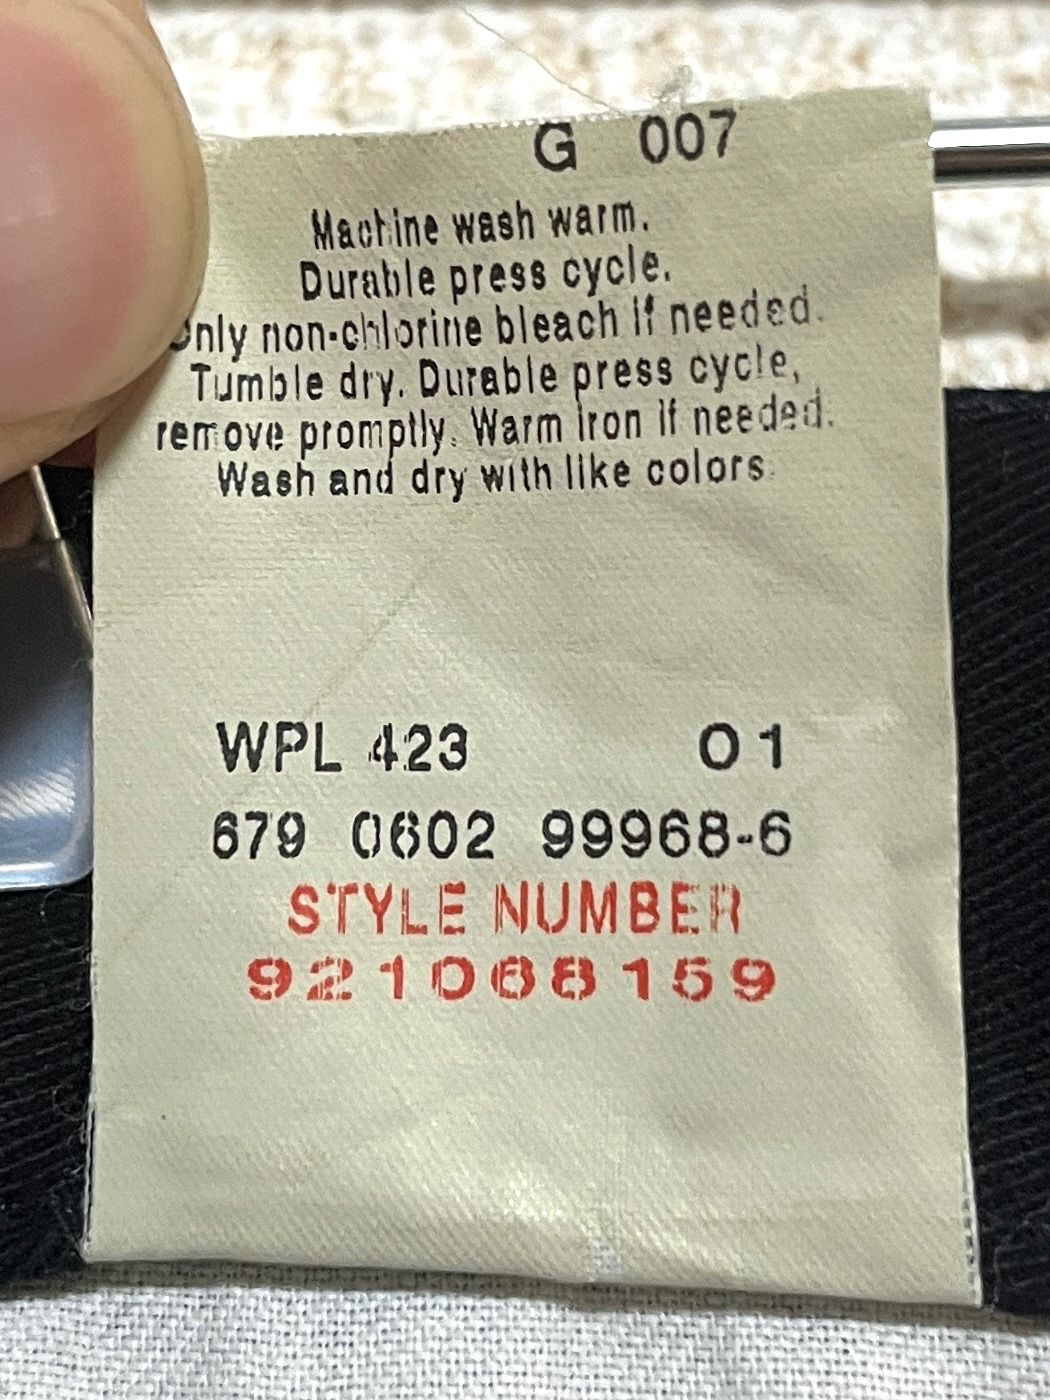 G 007
Machine wash warm.
Durable press cycle.
Only non-chlorine bleach if needed.
Tumble dry. Durable press cycle,
remove promptly. Warm iron if needed.
Wash and dry with like colors.
WPL 423 01
679 0602 99968-6
STYLE NUMBER
921068159